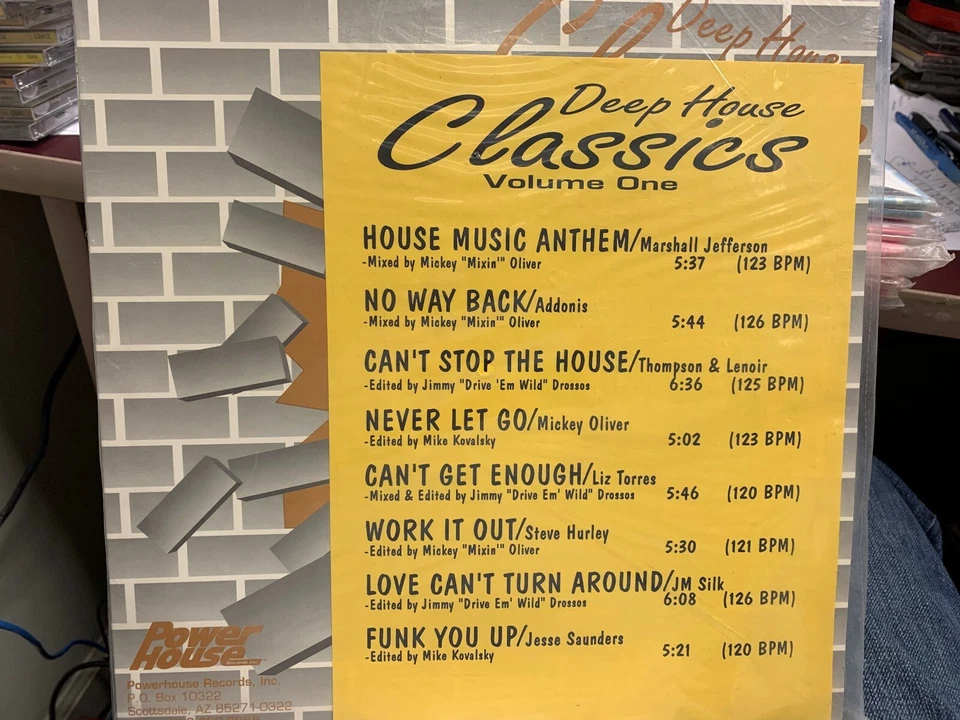 Deep House
Deep House
Classics
Volume One
HOUSE MUSIC ANTHEM/Marshall Jefferson
-Mixed by Mickey "Mixin'" Oliver 5:37 (123 BPM)
NO WAY BACK/Addonis
-Mixed by Mickey "Mixin'" Oliver 5:44 (126 BPM)
CAN'T STOP THE HOUSE/Thompson & Lenoir
-Edited by Jimmy "Drive 'Em Wild" Drossos 6:36 (125 BPM)
NEVER LET GO/Mickey Oliver
-Edited by Mike Kovalsky 5:02 (123 BPM)
CAN'T GET ENOUGH/Liz Torres
-Mixed & Edited by Jimmy "Drive Em' Wild" Drossos 5:46 (120 BPM)
WORK IT OUT/Steve Hurley
-Edited by Mickey "Mixin'" Oliver 5:30 (121 BPM)
LOVE CAN'T TURN AROUND/JM Silk
-Edited by Jimmy "Drive Em' Wild" Drossos 6:08 (126 BPM)
FUNK YOU UP/Jesse Saunders
-Edited by Mike Kovalsky 5:21 (120 BPM)
Power
House
Records Inc.
Powerhouse Records, Inc.
P.O. Box 10322
Scottsdale, AZ 85271-0322